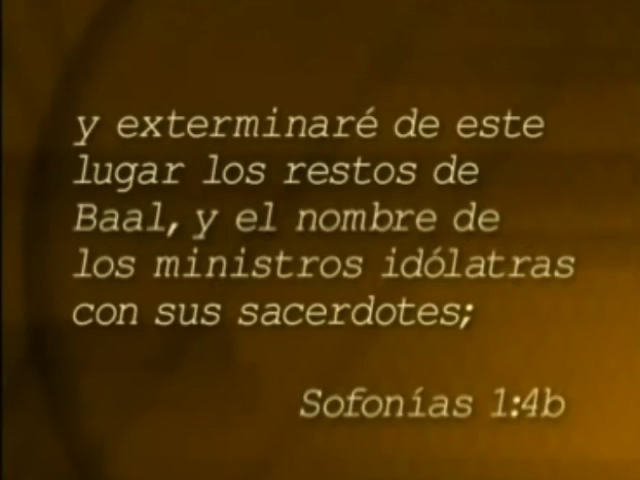 y exterminaré de este
lugar los restos de
Baal, y el nombre de
los ministros idólatras
con sus sacerdotes;
Sofonías 1:4b